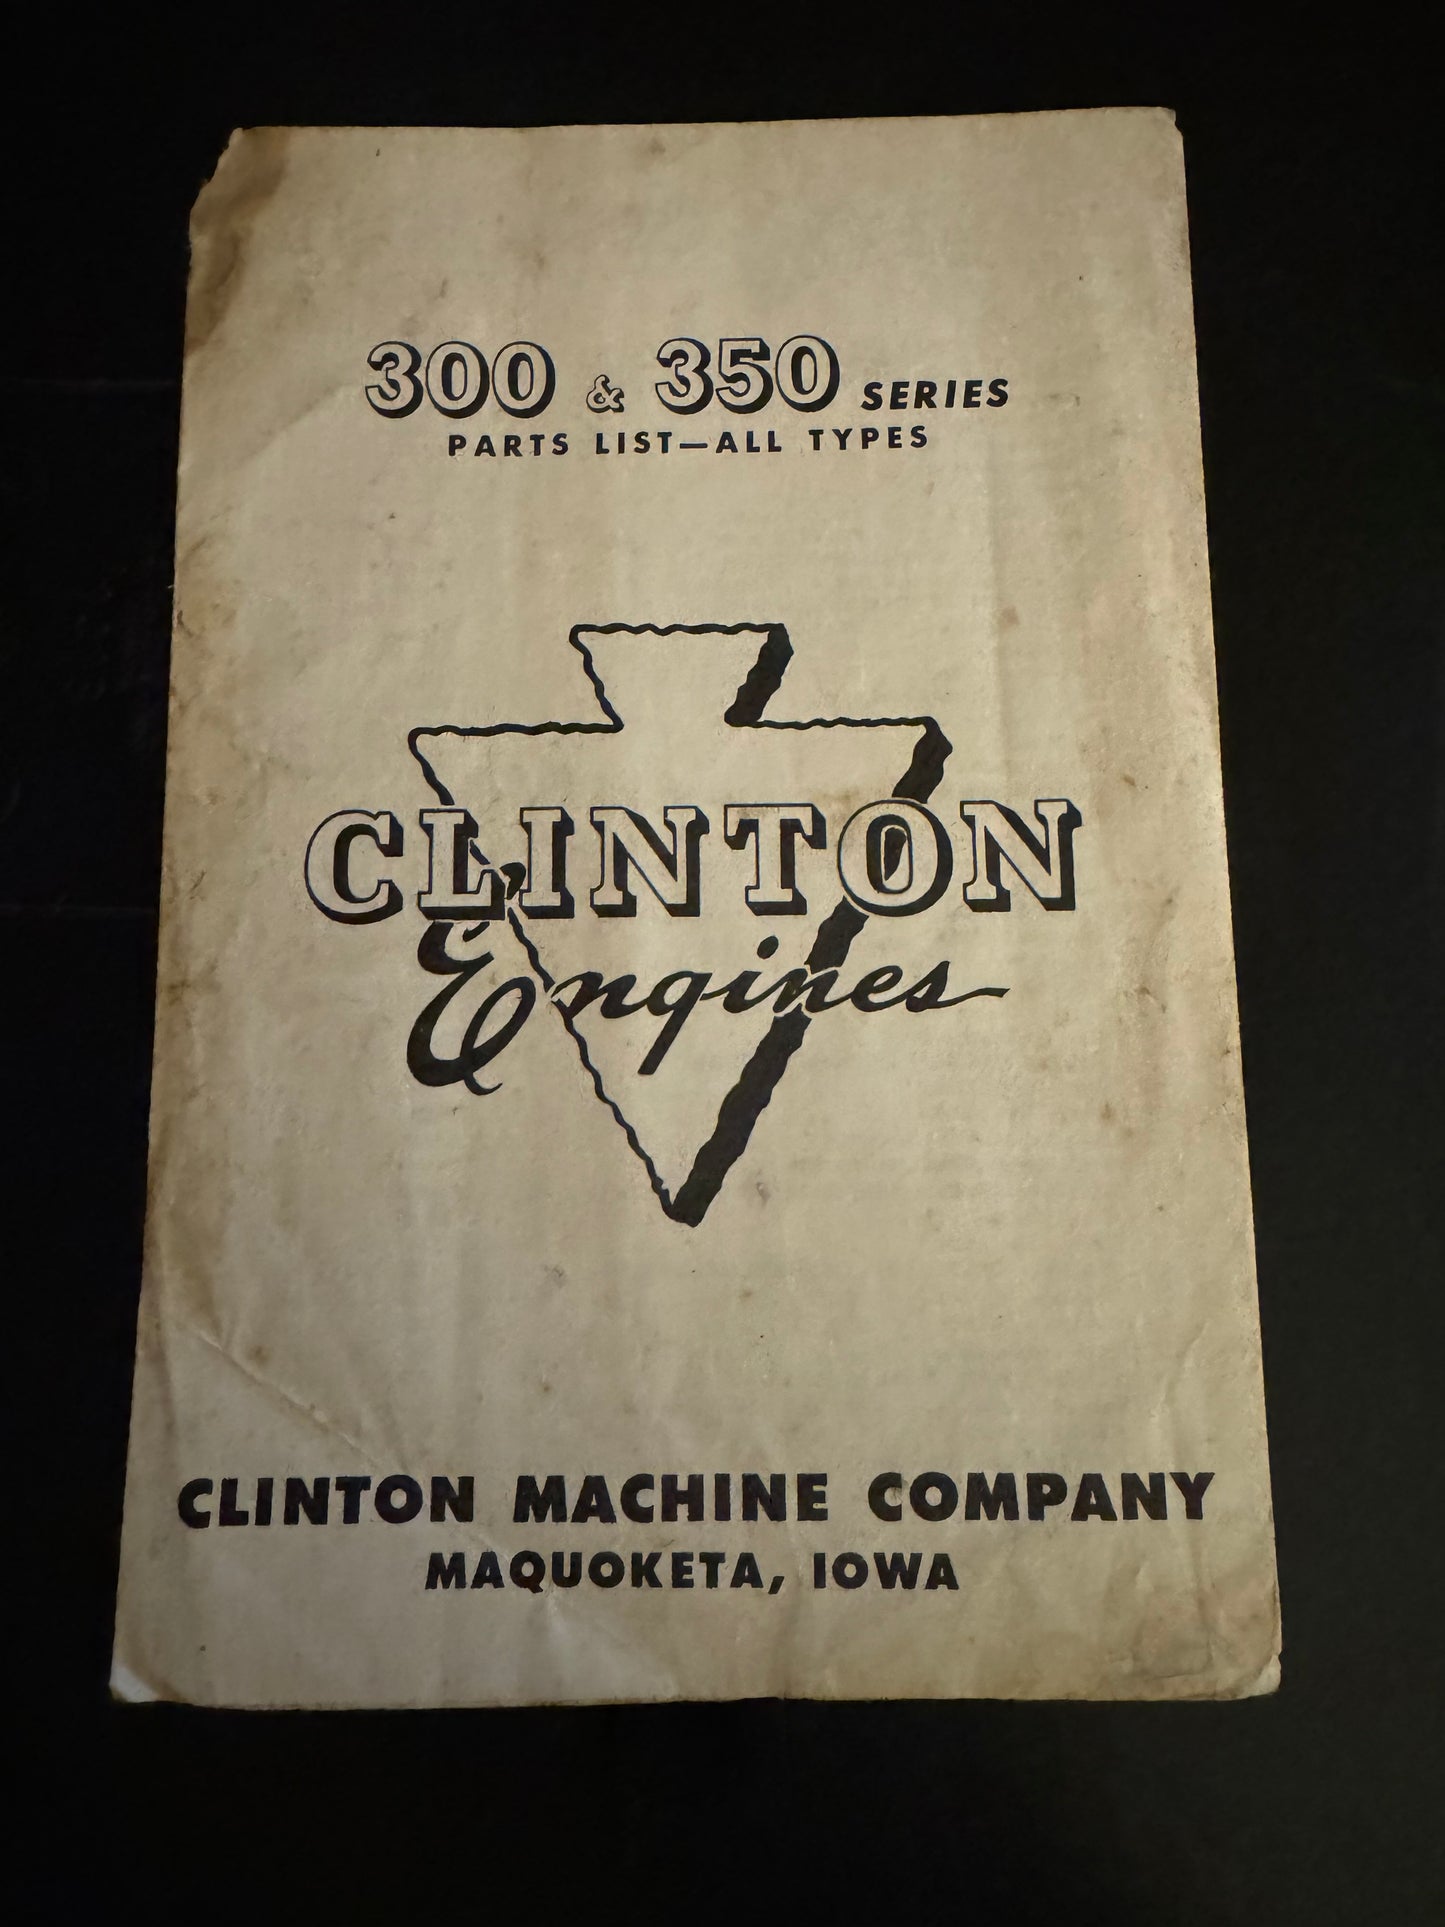 300 & 350 SERIES
PARTS LIST—ALL TYPES
CLINTON
Engines
CLINTON MACHINE COMPANY
MAQUOKETA, IOWA